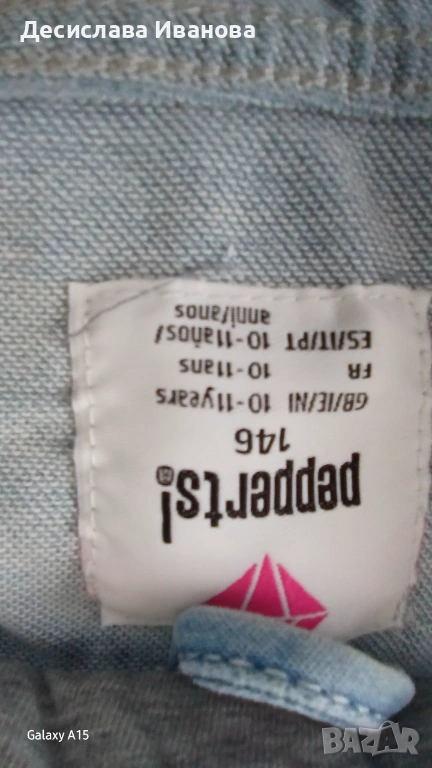 Десислава Иванова
pepperts!®
146
GB/IE/NI 10-11years
FR 10-11ans
ES/IT/PT 10-11años/
anni/anos
Galaxy A15
BAZAR